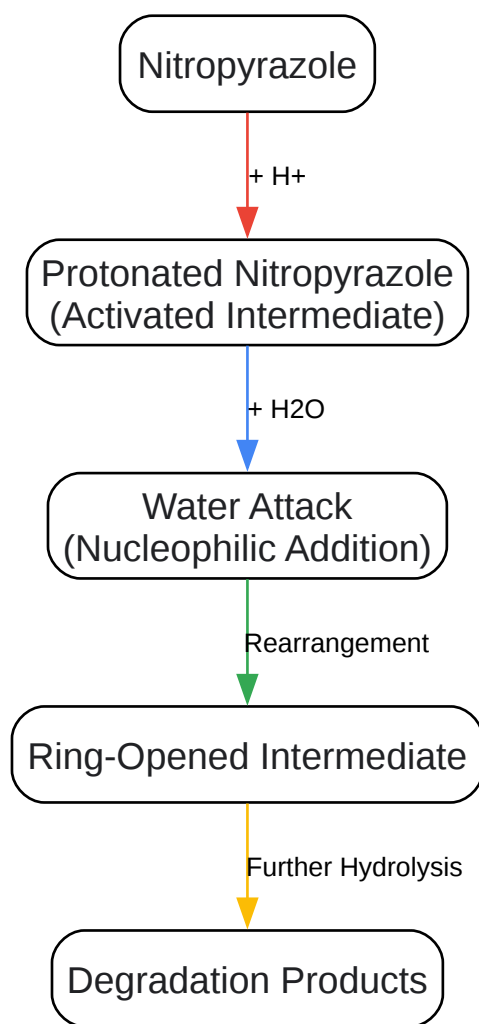 Nitropyrazole
+ H+
Protonated Nitropyrazole
(Activated Intermediate)
+ H2O
Water Attack
(Nucleophilic Addition)
Rearrangement
Ring-Opened Intermediate
Further Hydrolysis
Degradation Products